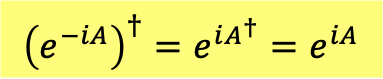 (e^{-iA})^† = e^{iA^†} = e^{iA}